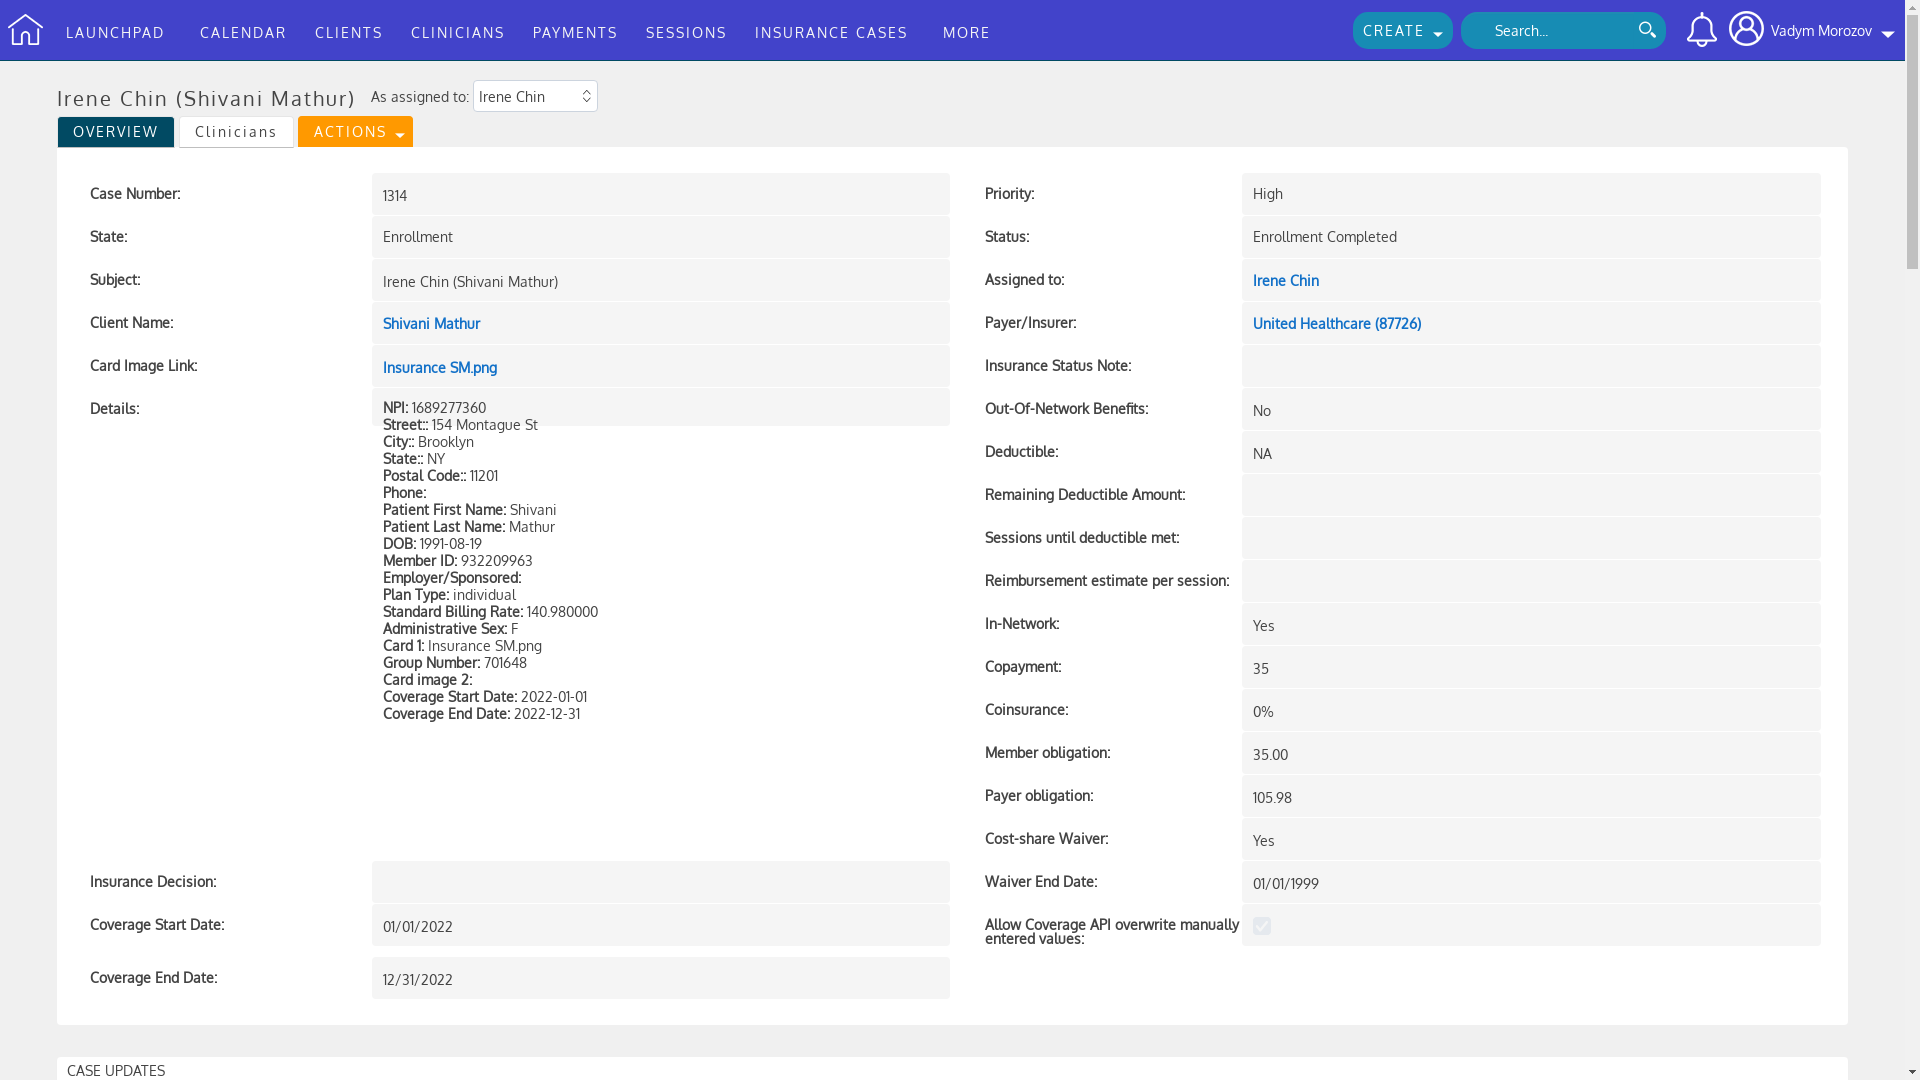 LAUNCHPAD CALENDAR CLIENTS CLINICIANS PAYMENTS SESSIONS INSURANCE CASES MORE CREATE Search... Vadym Morozov
Irene Chin (Shivani Mathur) As assigned to: Irene Chin
OVERVIEW Clinicians ACTIONS
Case Number: 1314 Priority: High
State: Enrollment Status: Enrollment Completed
Subject: Irene Chin (Shivani Mathur) Assigned to: Irene Chin
Client Name: Shivani Mathur Payer/Insurer: United Healthcare (87726)
Card Image Link: Insurance SM.png Insurance Status Note:
Details:
NPI: 1689277360
Street:: 154 Montague St
City:: Brooklyn
State:: NY
Postal Code:: 11201
Phone:
Patient First Name: Shivani
Patient Last Name: Mathur
DOB: 1991-08-19
Member ID: 932209963
Employer/Sponsored:
Plan Type: individual
Standard Billing Rate: 140.980000
Administrative Sex: F
Card 1: Insurance SM.png
Group Number: 701648
Card image 2:
Coverage Start Date: 2022-01-01
Coverage End Date: 2022-12-31
Out-Of-Network Benefits: No
Deductible: NA
Remaining Deductible Amount:
Sessions until deductible met:
Reimbursement estimate per session:
In-Network: Yes
Copayment: 35
Coinsurance: 0%
Member obligation: 35.00
Payer obligation: 105.98
Cost-share Waiver: Yes
Insurance Decision: Waiver End Date: 01/01/1999
Coverage Start Date: 01/01/2022 Allow Coverage API overwrite manually
entered values:
Coverage End Date: 12/31/2022
CASE UPDATES